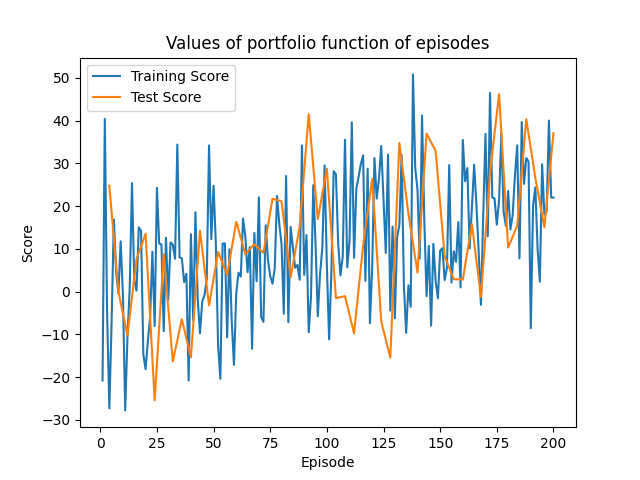 Values of portfolio function of episodes
Training Score
Test Score
50
40
30
20
10
0
−10
−20
−30
Score
0 25 50 75 100 125 150 175 200
Episode